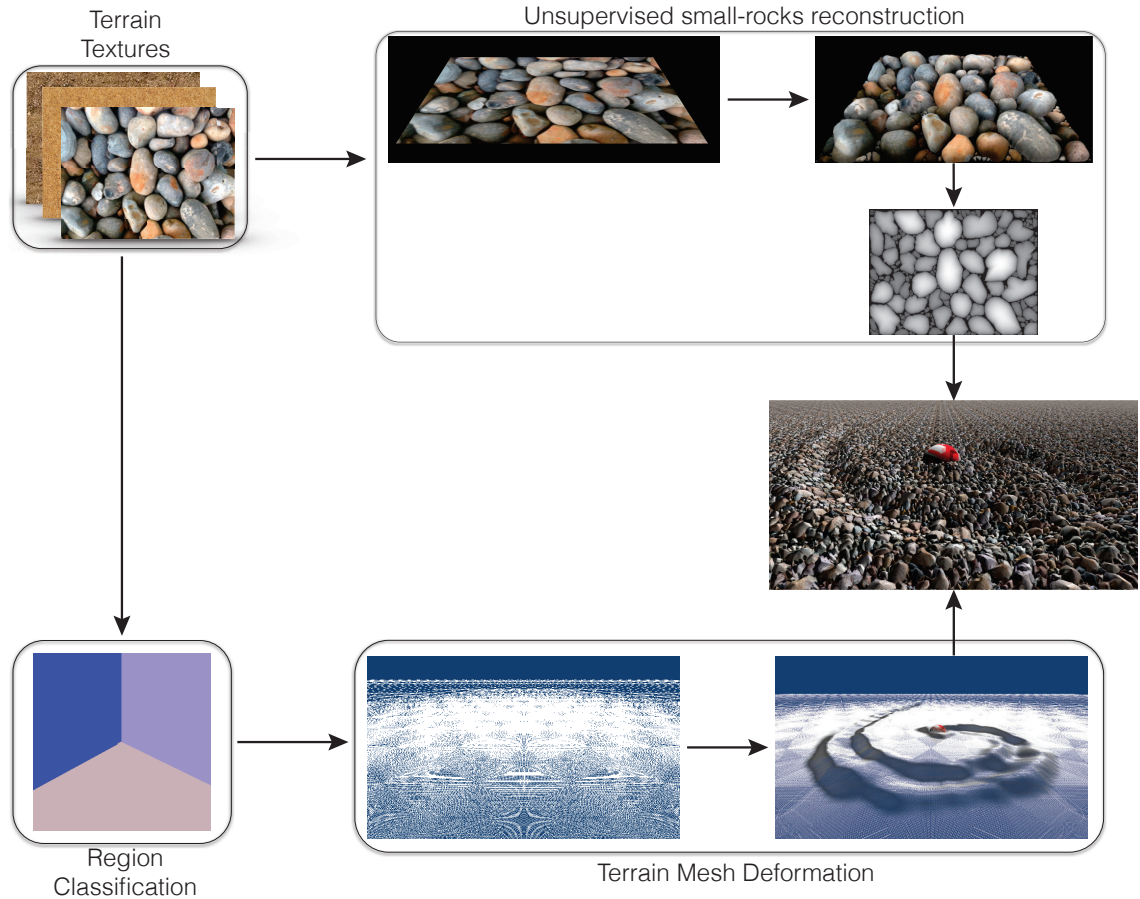 Terrain
Textures
Unsupervised small-rocks reconstruction
Region
Classification
Terrain Mesh Deformation